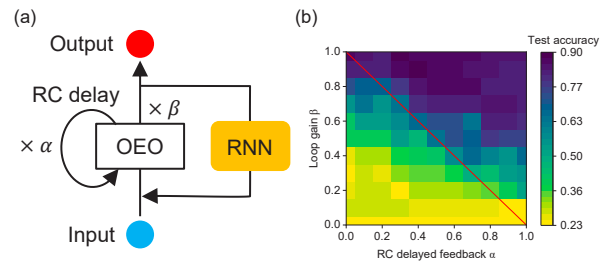 (a)
Output
RC delay
× β
× α
OEO
RNN
Input
(b)
Test accuracy
1.0
0.8
0.6
0.4
0.2
0.0
Loop gain β
0.0 0.2 0.4 0.6 0.8 1.0
RC delayed feedback α
0.90
0.77
0.63
0.50
0.36
0.23